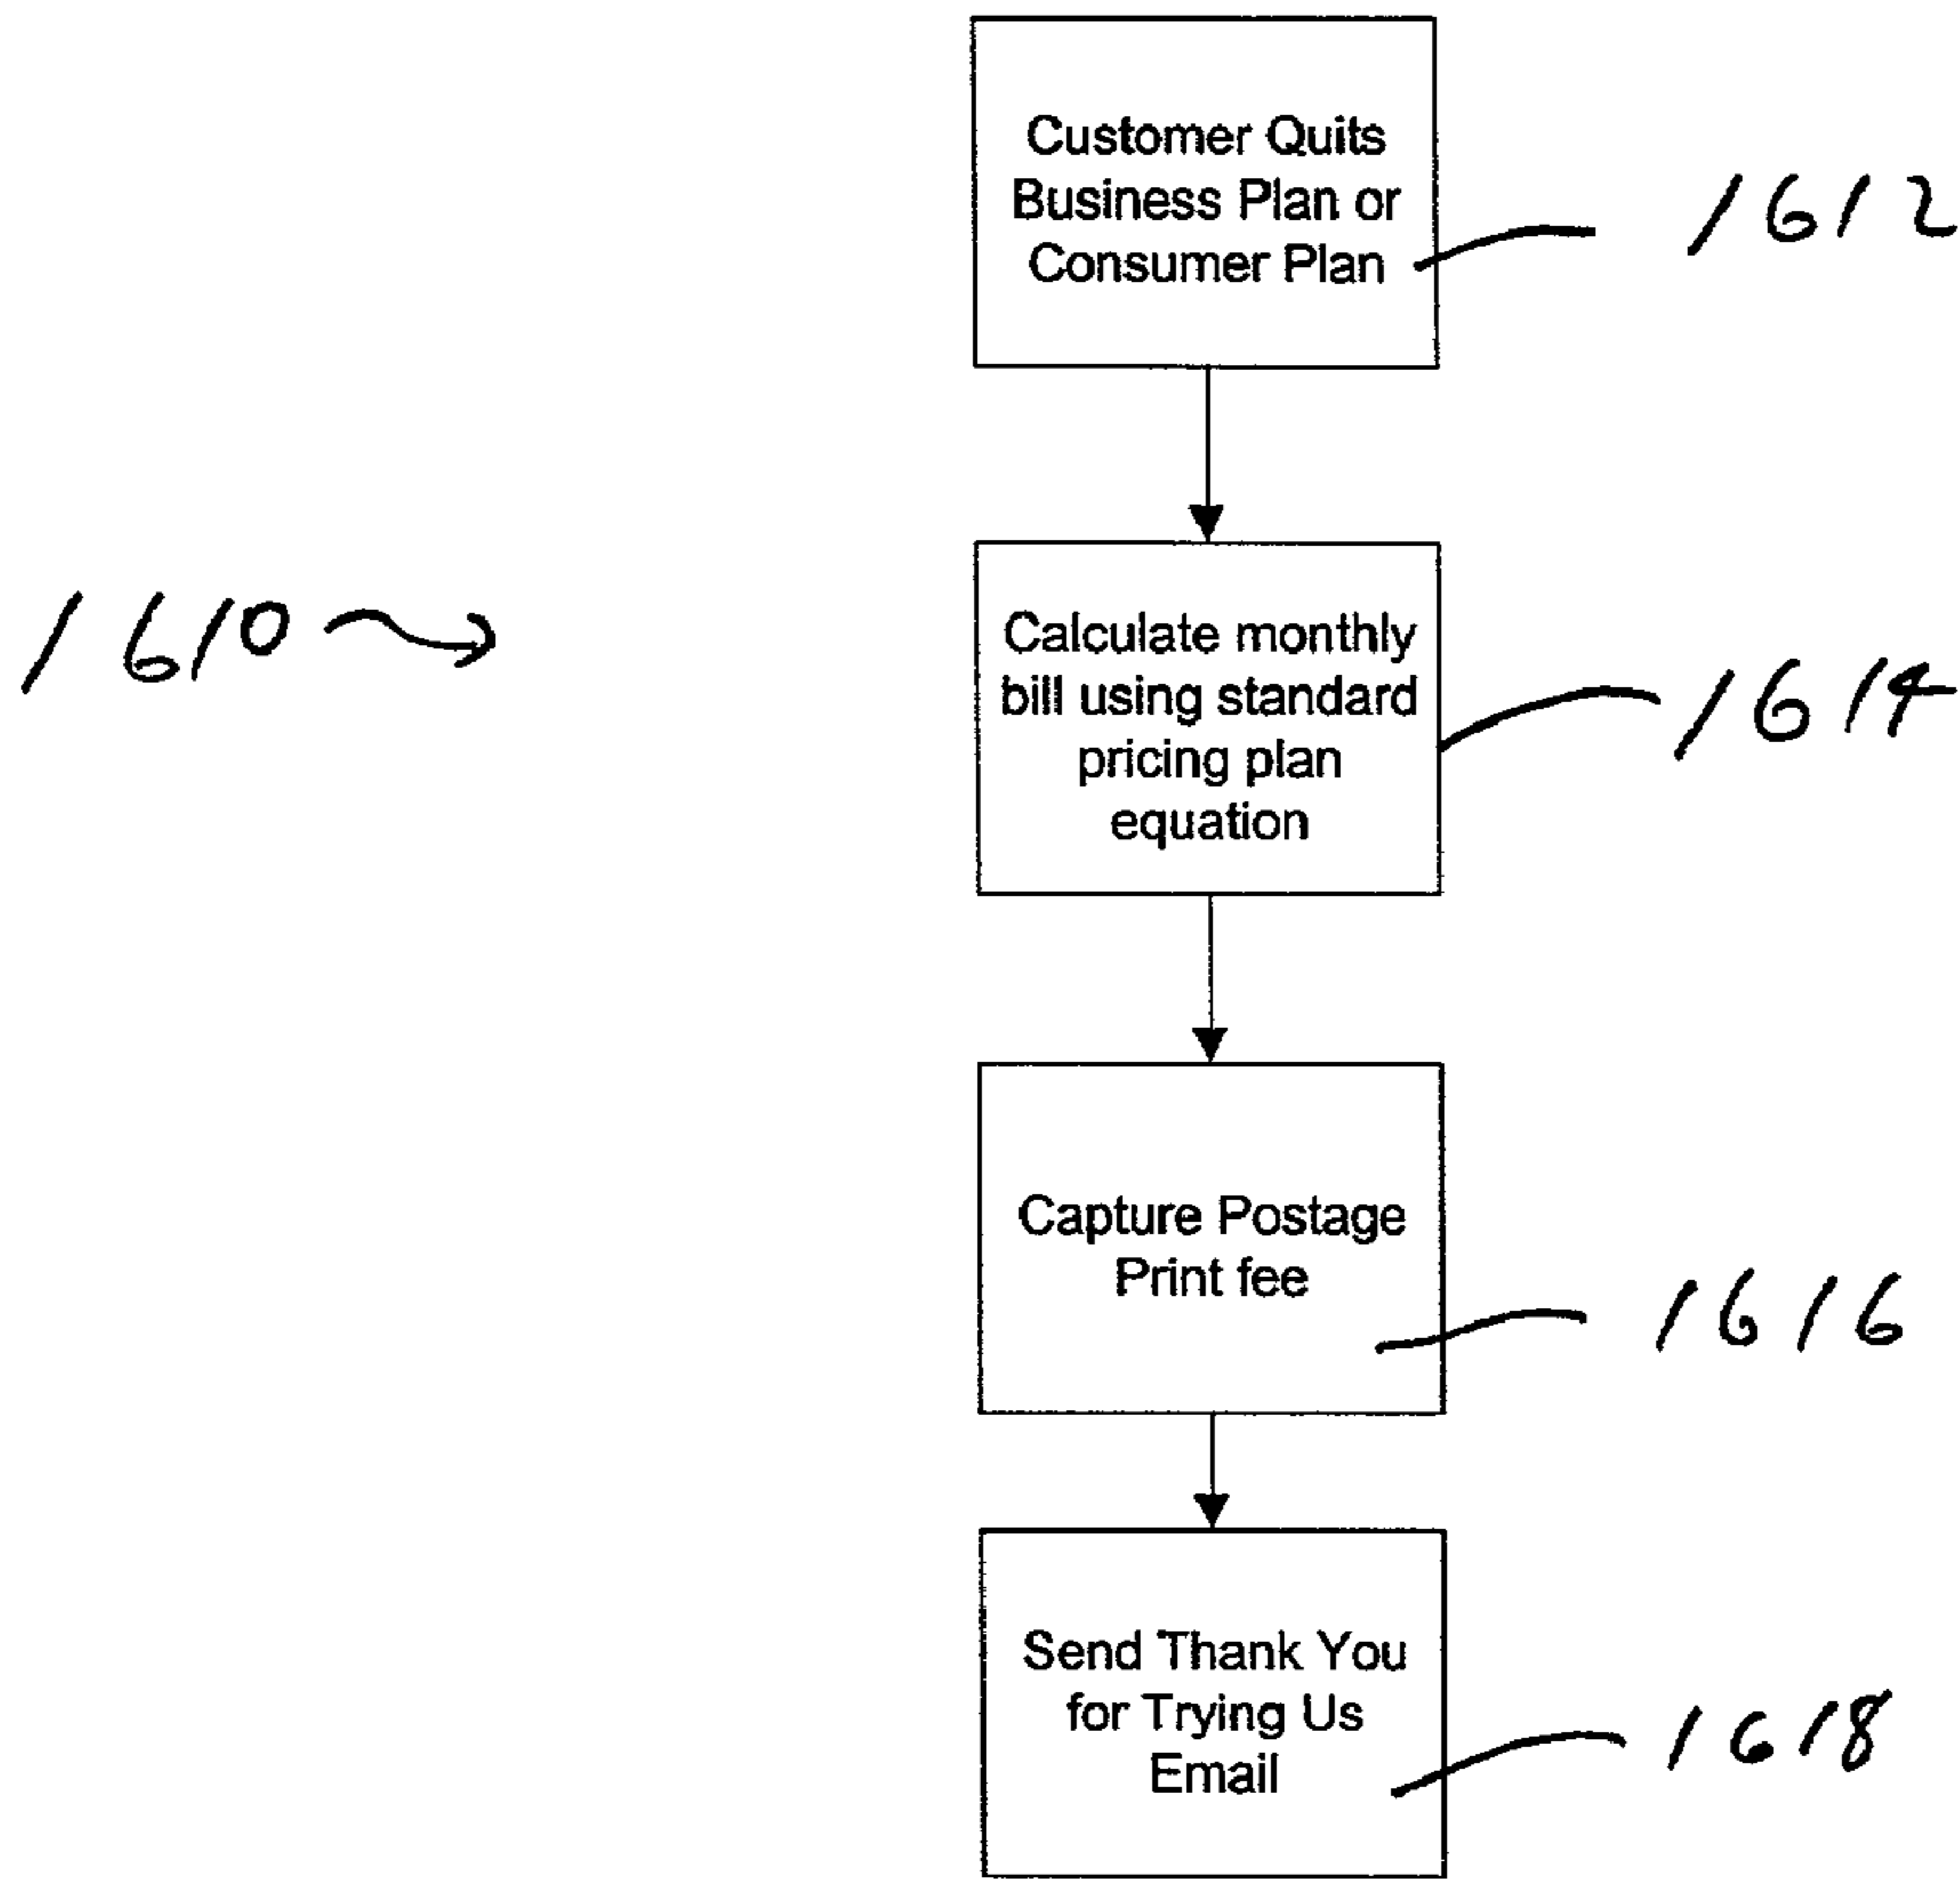 Customer Quits
Business Plan or
Consumer Plan
1612
1610
Calculate monthly
bill using standard
pricing plan
equation
1614
Capture Postage
Print fee
1616
Send Thank You
for Trying Us
Email
1618